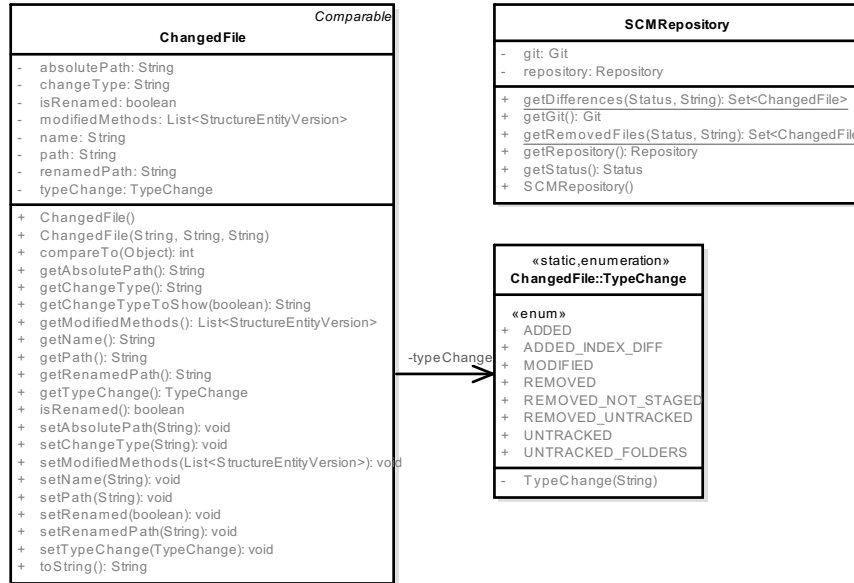 Comparable
ChangedFile
- absolutePath: String
- changeType: String
- isRenamed: boolean
- modifiedMethods: List<StructureEntityVersion>
- name: String
- path: String
- renamedPath: String
- typeChange: TypeChange
+ ChangedFile()
+ ChangedFile(String, String, String)
+ compareTo(Object): int
+ getAbsolutePath(): String
+ getChangeType(): String
+ getChangeTypeToShow(boolean): String
+ getModifiedMethods(): List<StructureEntityVersion>
+ getName(): String
+ getPath(): String
+ getRenamedPath(): String
+ getTypeChange(): TypeChange
+ isRenamed(): boolean
+ setAbsolutePath(String): void
+ setChangeType(String): void
+ setModifiedMethods(List<StructureEntityVersion>): void
+ setName(String): void
+ setPath(String): void
+ setRenamed(boolean): void
+ setRenamedPath(String): void
+ setTypeChange(TypeChange): void
+ toString(): String
-typeChange
SCMRepository
- git: Git
- repository: Repository
+ getDifferences(Status, String): Set<ChangedFile>
+ getGit(): Git
+ getRemovedFiles(Status, String): Set<ChangedFile
+ getRepository(): Repository
+ getStatus(): Status
+ SCMRepository()
«static,enumeration»
ChangedFile::TypeChange
«enum»
+ ADDED
+ ADDED_INDEX_DIFF
+ MODIFIED
+ REMOVED
+ REMOVED_NOT_STAGED
+ REMOVED_UNTRACKED
+ UNTRACKED
+ UNTRACKED_FOLDERS
- TypeChange(String)